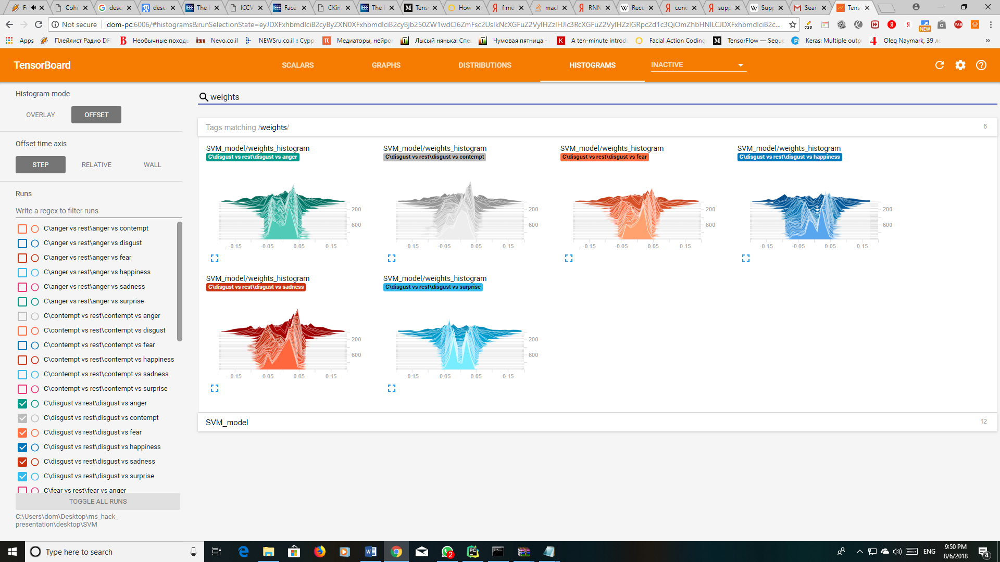 Cohn
desc
desc
The I
ICCV
Face
CKim
The I
Tens
How
f me
macl
RNN
Recu
conc
supp
Supp
Sear
Tens
Not secure
dom-pc:6006/#histograms&runSelectionState=
Apps
Плейлист Радио DF
Необычные поході
Nevo.co.il
NEWSru.co.il :: Супро
Медиаторы, нейрон
Лысый нянька: Спец
Чумовая пятница -
A ten-minute introdu
Facial Action Coding
TensorFlow — Seque
Keras: Multiple outp
Oleg Naymark, 39 ле
»
TensorBoard
SCALARS
GRAPHS
DISTRIBUTIONS
HISTOGRAMS
INACTIVE
Histogram mode
OVERLAY
OFFSET
Offset time axis
STEP
RELATIVE
WALL
Runs
Write a regex to filter runs
C\anger vs rest\anger vs contempt
C\anger vs rest\anger vs disgust
C\anger vs rest\anger vs fear
C\anger vs rest\anger vs happiness
C\anger vs rest\anger vs sadness
C\anger vs rest\anger vs surprise
C\contempt vs rest\contempt vs anger
C\contempt vs rest\contempt vs disgust
C\contempt vs rest\contempt vs fear
C\contempt vs rest\contempt vs happiness
C\contempt vs rest\contempt vs sadness
C\contempt vs rest\contempt vs surprise
C\disgust vs rest\disgust vs anger
C\disgust vs rest\disgust vs contempt
C\disgust vs rest\disgust vs fear
C\disgust vs rest\disgust vs happiness
C\disgust vs rest\disgust vs sadness
C\disgust vs rest\disgust vs surprise
C\fear vs rest\fear vs anger
TOGGLE ALL RUNS
C:\Users\dom\Desktop\ms_hack_
presentation\desktop\SVM
weights
Tags matching /weights/
6
SVM_model/weights_histogram
C\disgust vs rest\disgust vs anger
200
600
-0.15 -0.05 0.05 0.15
SVM_model/weights_histogram
C\disgust vs rest\disgust vs contempt
200
600
-0.15 -0.05 0.05 0.15
SVM_model/weights_histogram
C\disgust vs rest\disgust vs fear
200
600
-0.15 -0.05 0.05 0.15
SVM_model/weights_histogram
C\disgust vs rest\disgust vs happiness
200
600
-0.15 -0.05 0.05 0.15
SVM_model/weights_histogram
C\disgust vs rest\disgust vs sadness
200
600
-0.15 -0.05 0.05 0.15
SVM_model/weights_histogram
C\disgust vs rest\disgust vs surprise
200
600
-0.15 -0.05 0.05 0.15
SVM_model
12
Type here to search
2
ENG
9:50 PM
8/6/2018
4